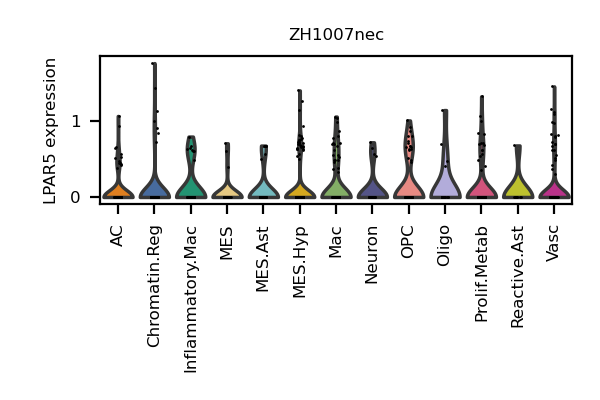 ZH1007nec
LPAR5 expression
1
0
AC
Chromatin.Reg
Inflammatory.Mac
MES
MES.Ast
MES.Hyp
Mac
Neuron
OPC
Oligo
Prolif.Metab
Reactive.Ast
Vasc